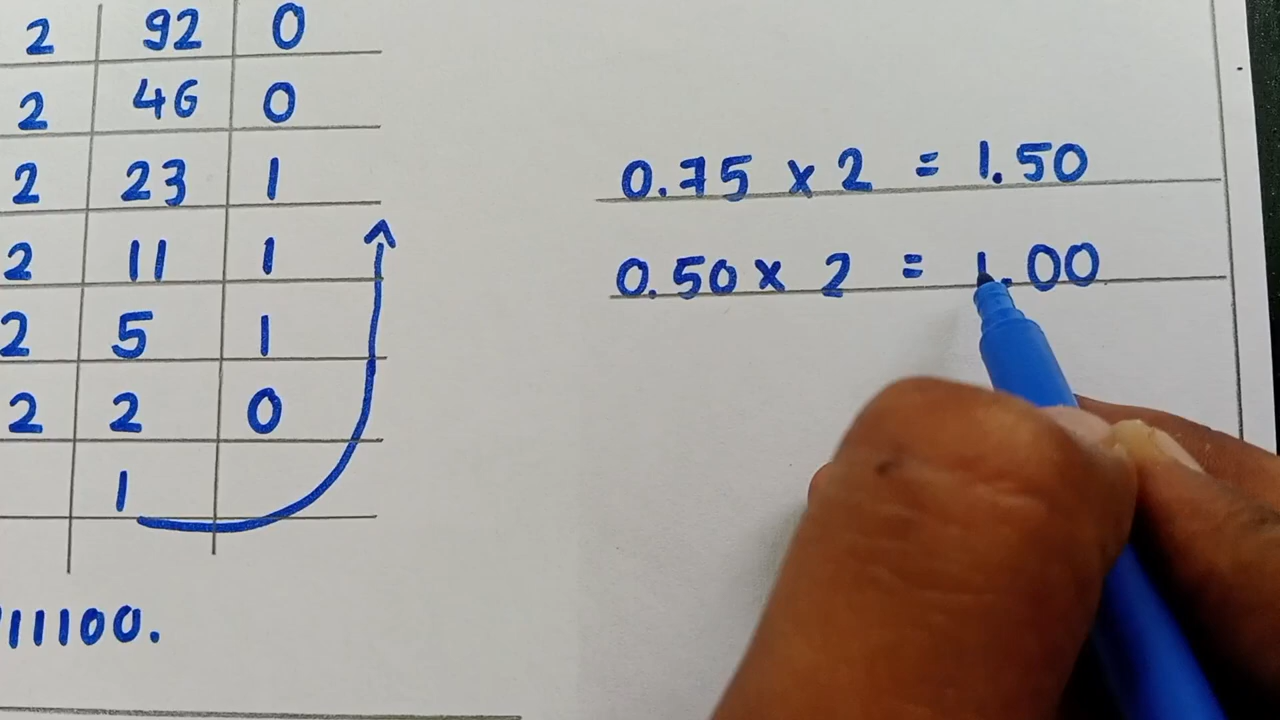 2 92 0
2 46 0
2 23 1
2 11 1
2 5 1
2 2 0
1
11100.
0.75 x 2 = 1.50
0.50 x 2 = 1.00